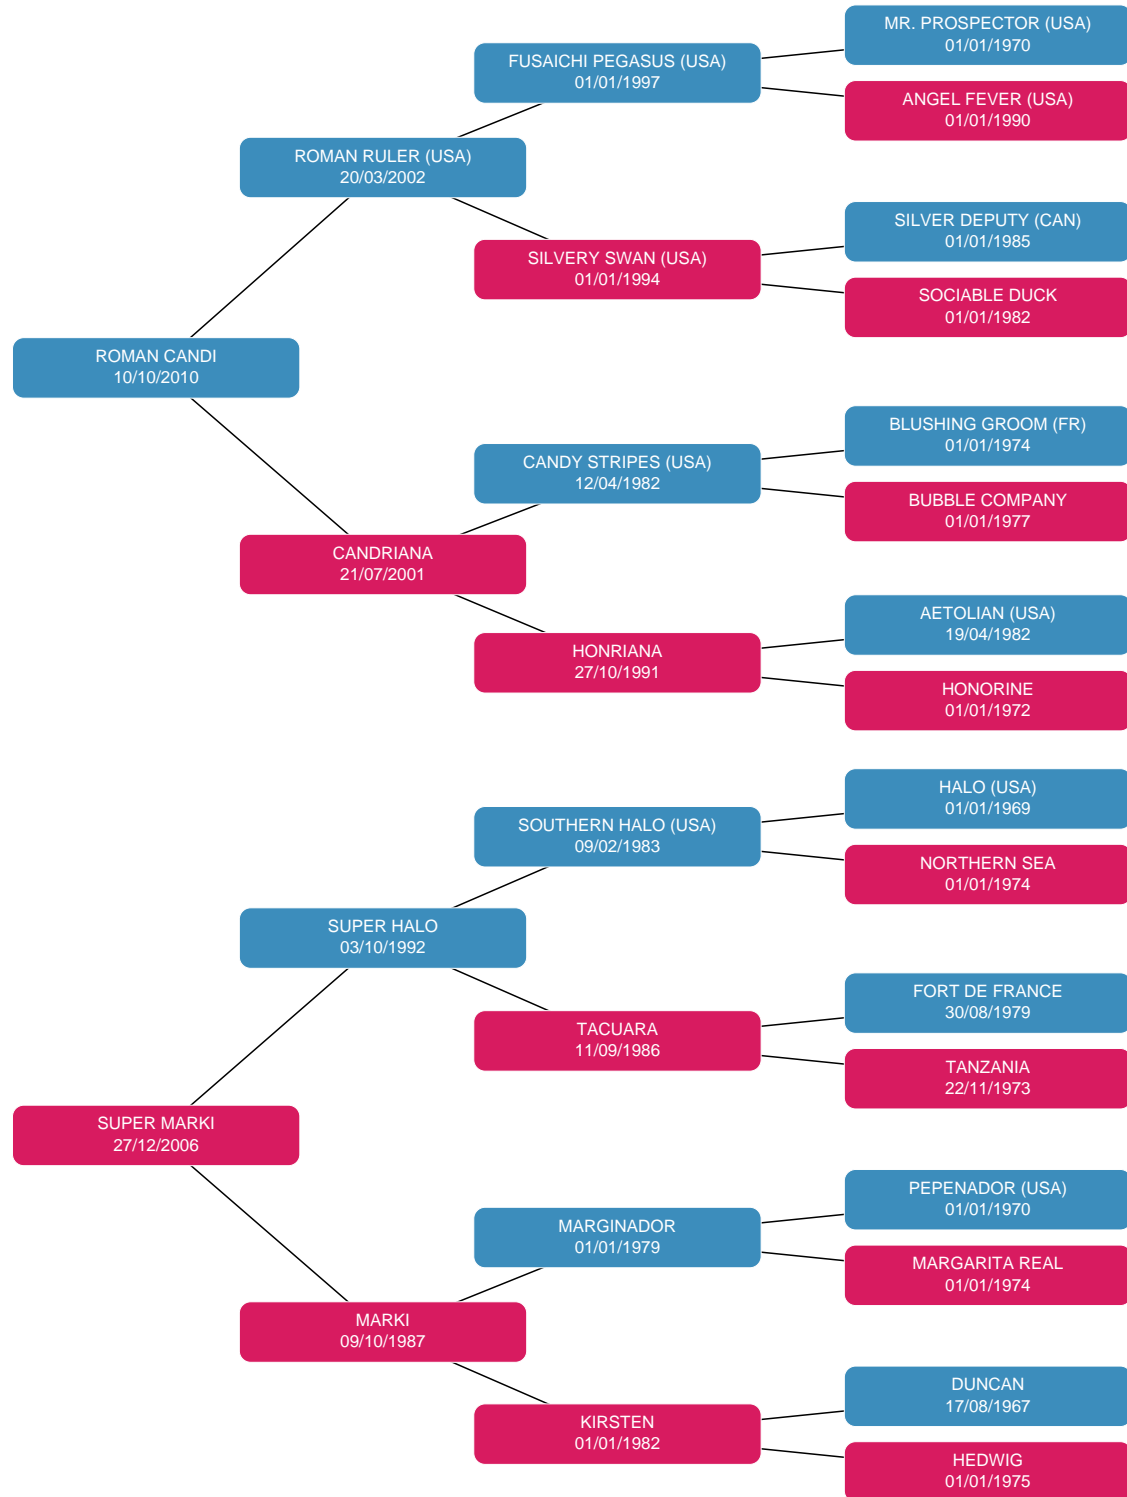 MR. PROSPECTOR (USA)
01/01/1970
FUSAICHI PEGASUS (USA)
01/01/1997
ANGEL FEVER (USA)
01/01/1990
ROMAN RULER (USA)
20/03/2002
SILVER DEPUTY (CAN)
01/01/1985
SILVERY SWAN (USA)
01/01/1994
SOCIABLE DUCK
01/01/1982
ROMAN CANDI
10/10/2010
BLUSHING GROOM (FR)
01/01/1974
CANDY STRIPES (USA)
12/04/1982
BUBBLE COMPANY
01/01/1977
CANDRIANA
21/07/2001
AETOLIAN (USA)
19/04/1982
HONRIANA
27/10/1991
HONORINE
01/01/1972
HALO (USA)
01/01/1969
SOUTHERN HALO (USA)
09/02/1983
NORTHERN SEA
01/01/1974
SUPER HALO
03/10/1992
FORT DE FRANCE
30/08/1979
TACUARA
11/09/1986
TANZANIA
22/11/1973
SUPER MARKI
27/12/2006
PEPENADOR (USA)
01/01/1970
MARGINADOR
01/01/1979
MARGARITA REAL
01/01/1974
MARKI
09/10/1987
DUNCAN
17/08/1967
KIRSTEN
01/01/1982
HEDWIG
01/01/1975